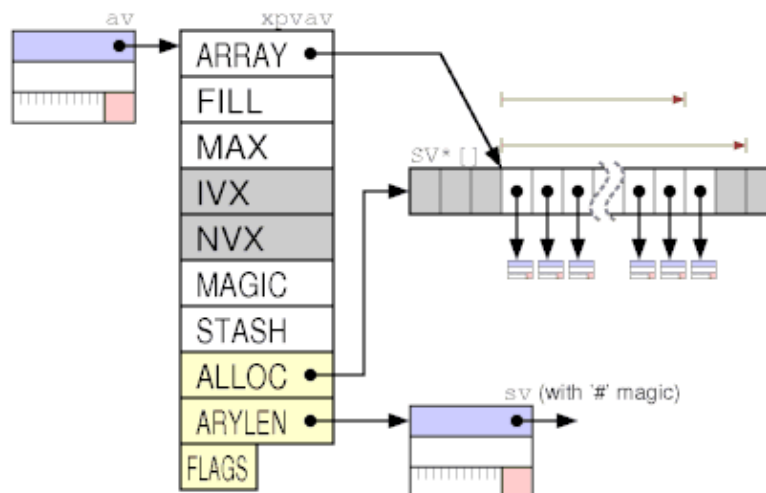 av
xpvav
ARRAY
FILL
MAX
IVX
NVX
MAGIC
STASH
ALLOC
ARYLEN
FLAGS
SV* []
sv (with '#' magic)